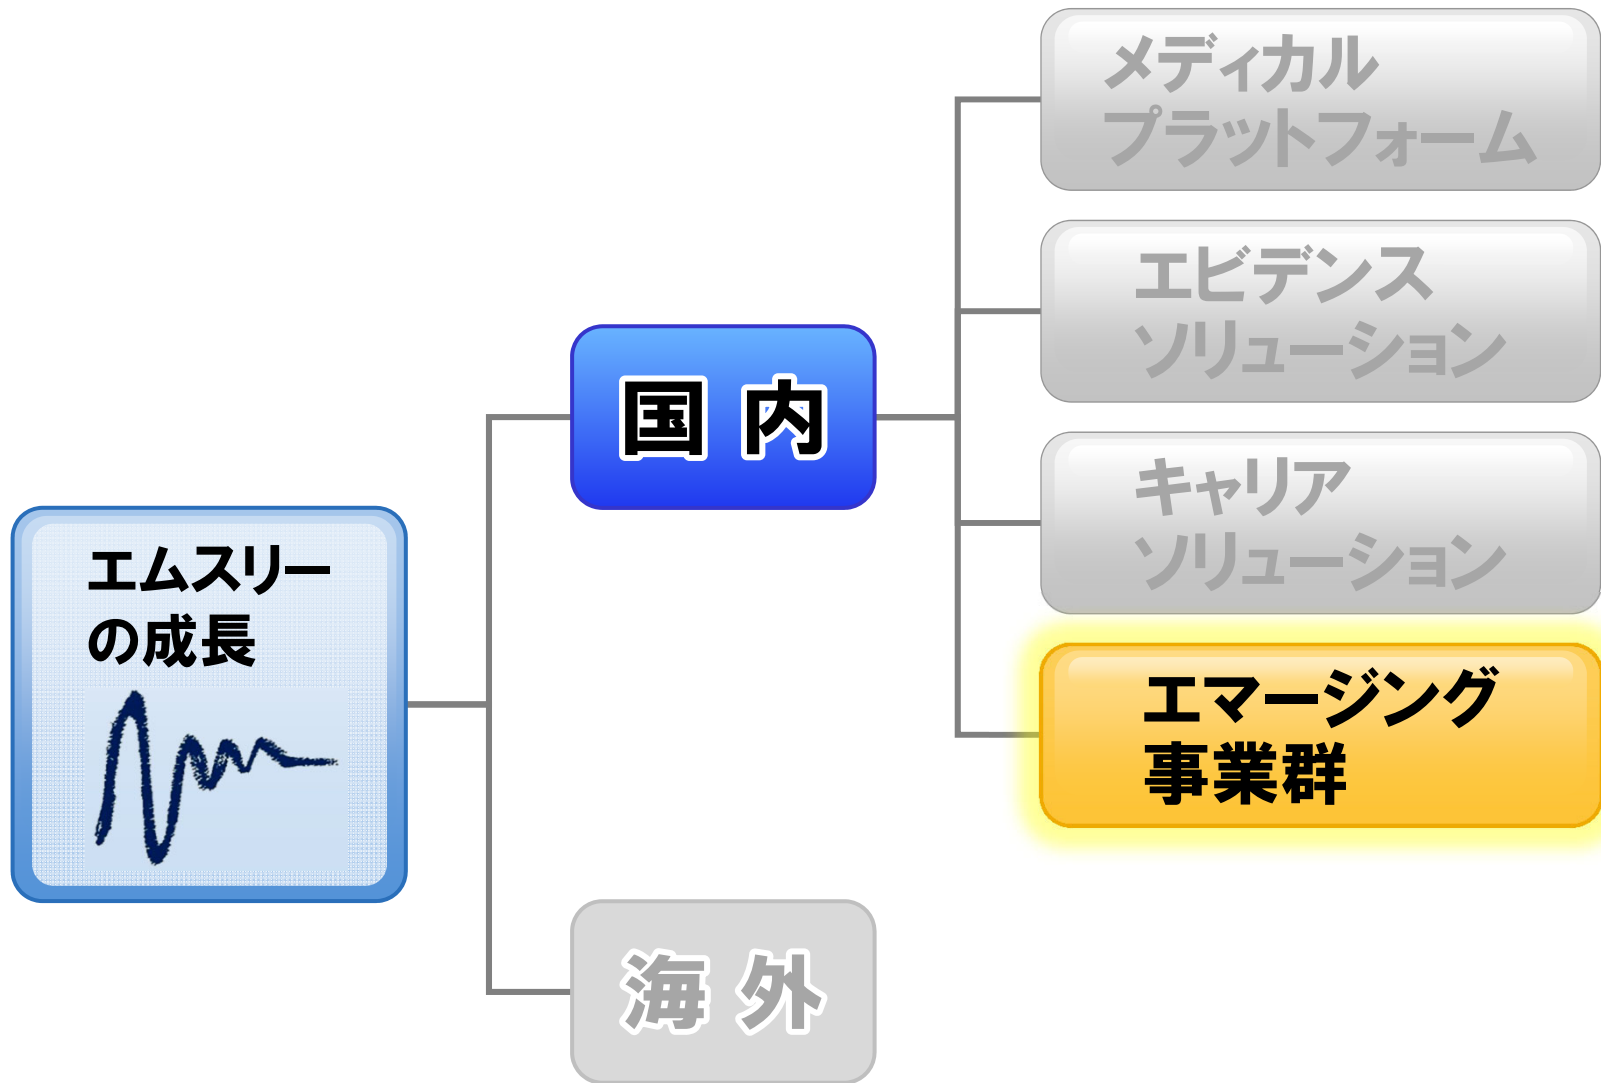 メディカル
プラットフォーム
エビデンス
ソリューション
国内
キャリア
ソリューション
エムスリー
の成長
エマージング
事業群
海外